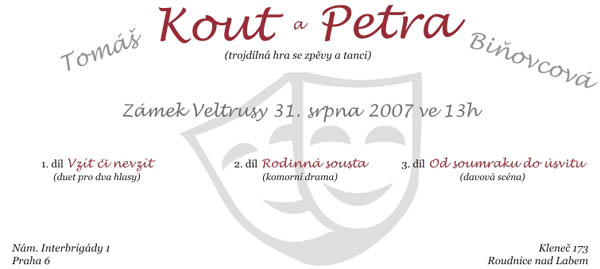 Tomáš Kout a Petra Biňovcová
(trojdílná hra se zpěvy a tanci)
Zámek Veltrusy 31. srpna 2007 ve 13h
1. díl Vzít či nevzít
(duet pro dva hlasy)
2. díl Rodinná sousta
(komorní drama)
3. díl Od soumraku do úsvitu
(davová scéna)
Nám. Interbrigády 1
Praha 6
Kleneč 173
Roudnice nad Labem